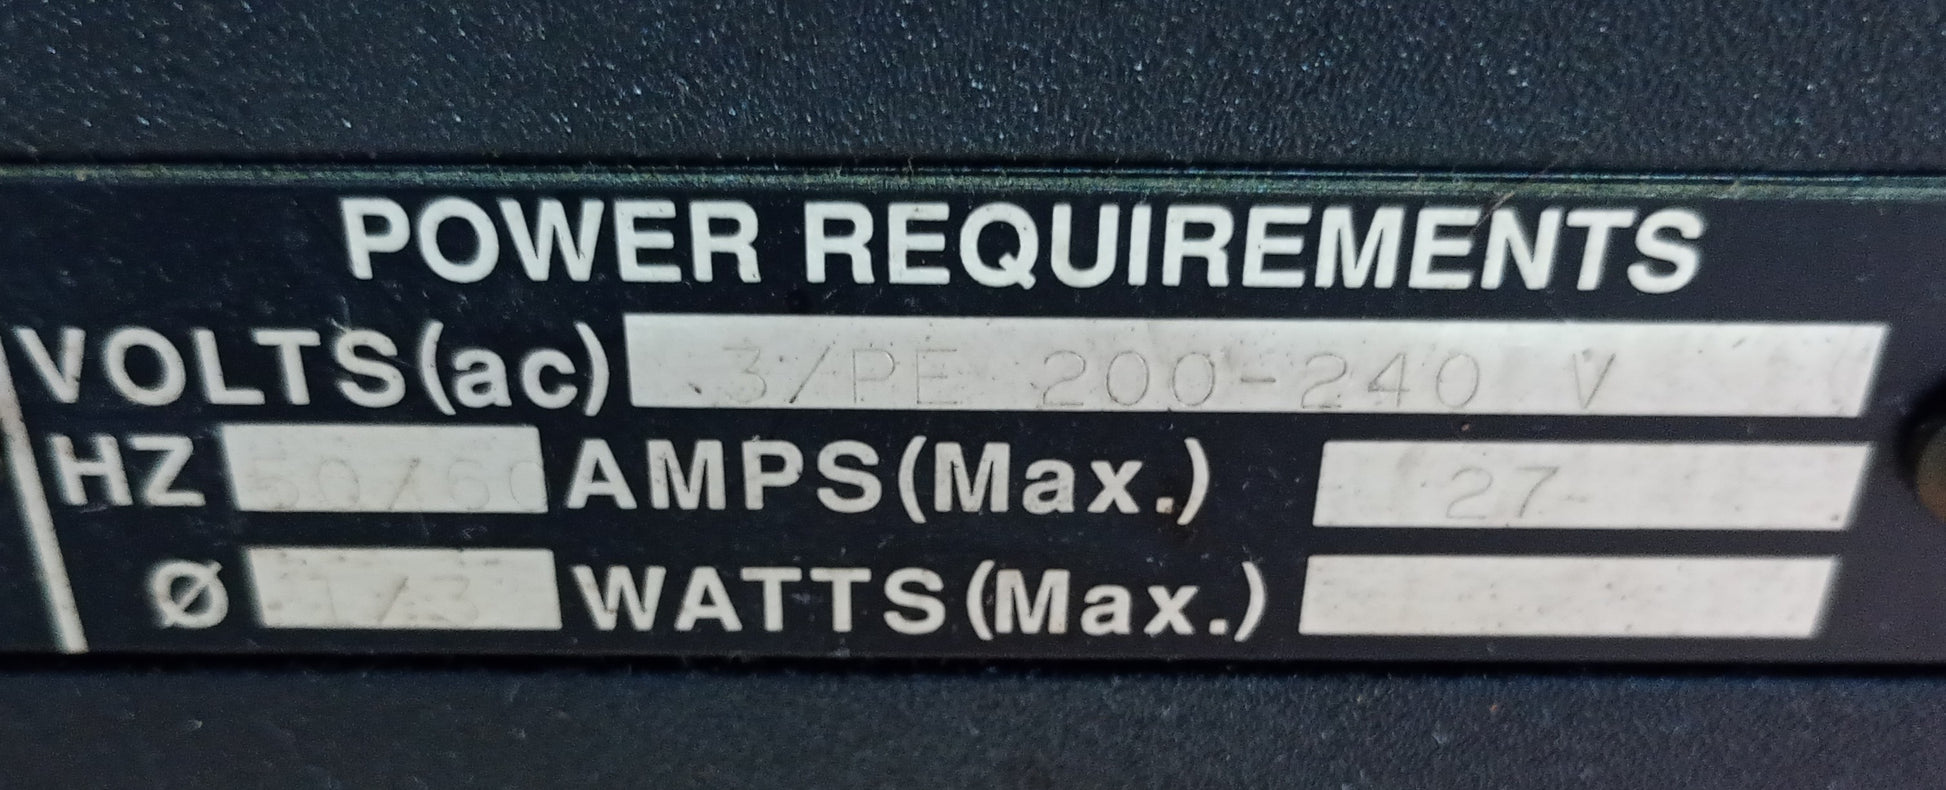 POWER REQUIREMENTS
VOLTS(ac) 3/PE 200-240 V
HZ 50/60 AMPS(Max.) 27
Ø 1/3 WATTS(Max.)